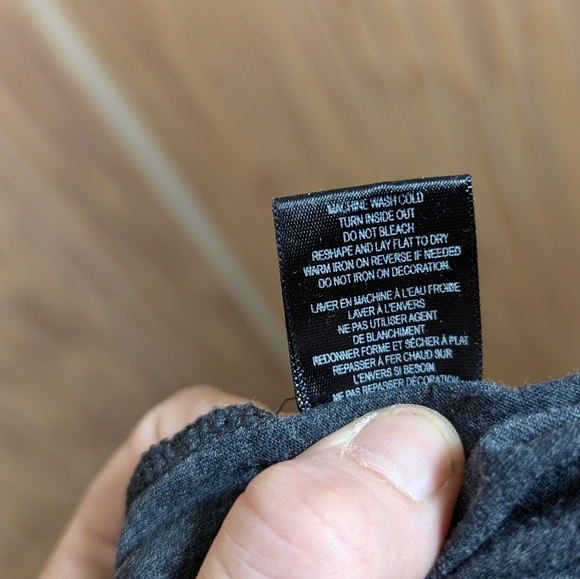 MACHINE WASH COLD
TURN INSIDE OUT
DO NOT BLEACH
RESHAPE AND LAY FLAT TO DRY
WARM IRON ON REVERSE IF NEEDED
DO NOT IRON ON DECORATION.
LAVER EN MACHINE À L'EAU FROIDE
LAVER À L'ENVERS
NE PAS UTILISER AGENT
DE BLANCHIMENT
REDONNER FORME ET SÉCHER À PLAT
REPASSER À FER CHAUD SUR
L'ENVERS SI BESOIN
NE PAS REPASSER DÉCORATION